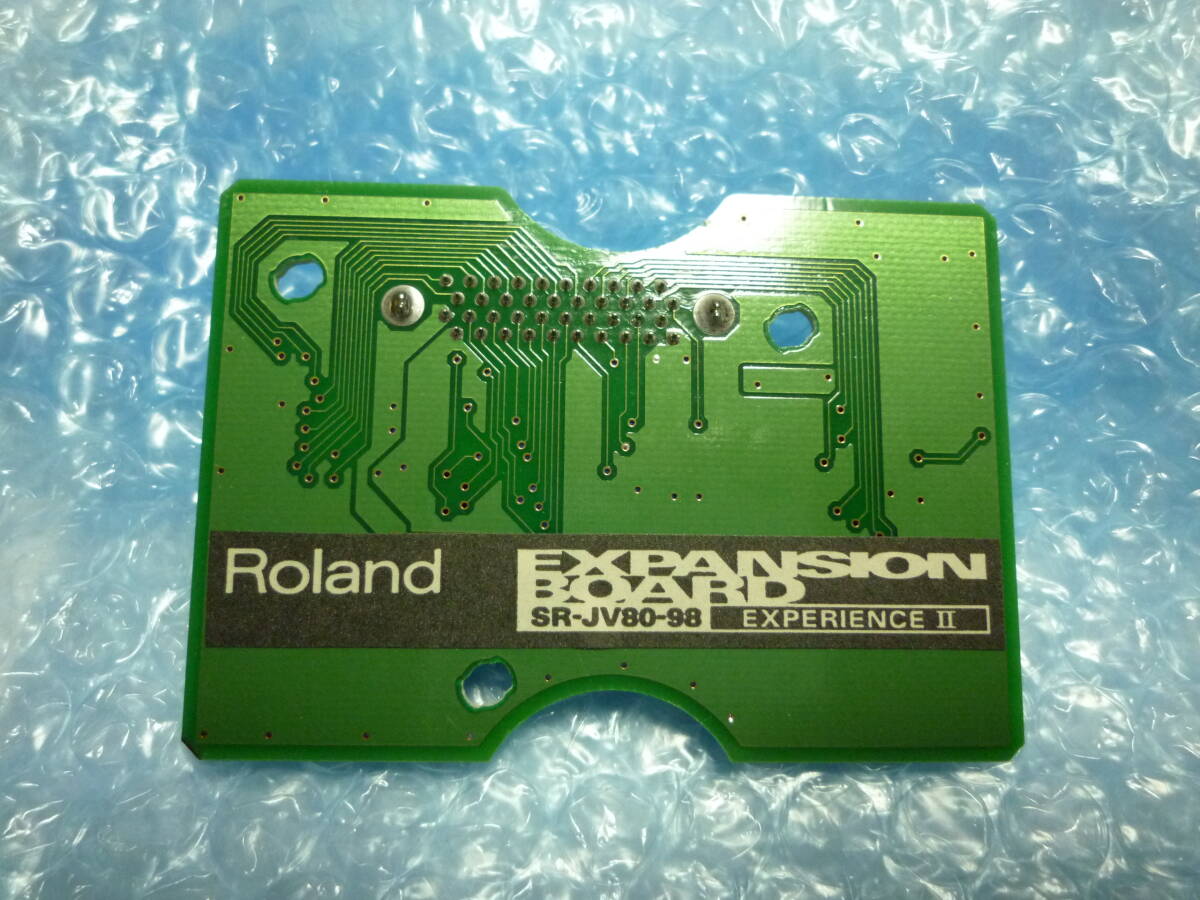 Roland
EXPANSION
BOARD
SR-JV80-98 EXPERIENCE II